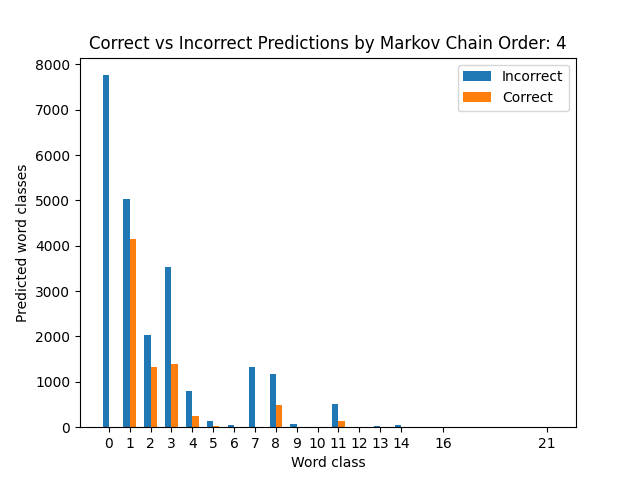 Correct vs Incorrect Predictions by Markov Chain Order: 4
8000
7000
6000
5000
4000
3000
2000
1000
0
Predicted word classes
Incorrect
Correct
0 1 2 3 4 5 6 7 8 9 10 11 12 13 14 16 21
Word class